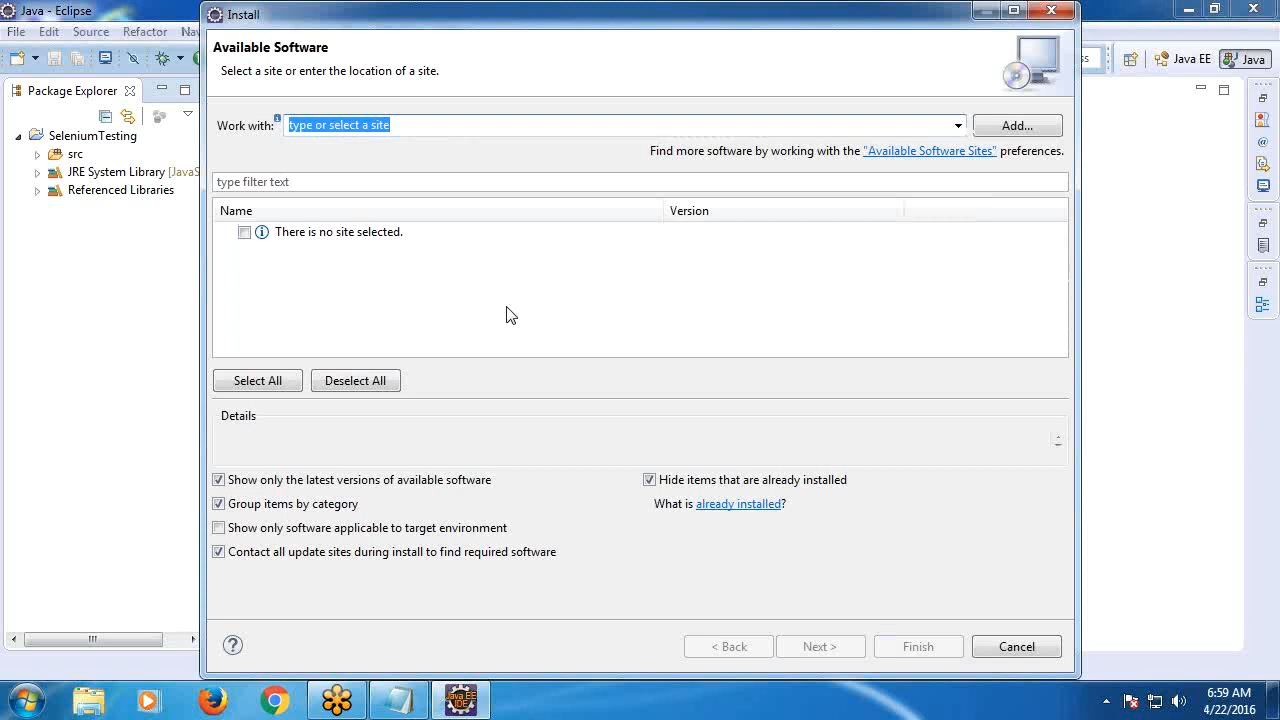 Java - Eclipse
Install
File Edit Source Refactor
Available Software
Select a site or enter the location of a site.
Java EE
Java
Package Explorer
Work with:
type or select a site
Add...
SeleniumTesting
Find more software by working with the "Available Software Sites" preferences.
src
JRE System Library
type filter text
Referenced Libraries
Name
Version
There is no site selected.
Select All
Deselect All
Details
Show only the latest versions of available software
Hide items that are already installed
Group items by category
What is already installed?
Show only software applicable to target environment
Contact all update sites during install to find required software
< Back
Next >
Finish
Cancel
Java EE
IDE
6:59 AM
4/22/2016